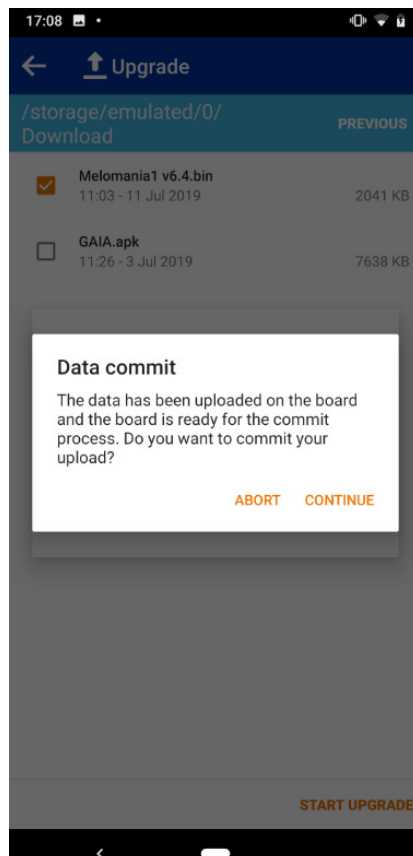 17:08
Upgrade
/storage/emulated/0/
Download
PREVIOUS
Melomania1 v6.4.bin
11:03 - 11 Jul 2019
2041 KB
GAIA.apk
11:26 - 3 Jul 2019
7638 KB
Data commit
The data has been uploaded on the board
and the board is ready for the commit
process. Do you want to commit your
upload?
ABORT
CONTINUE
START UPGRADE